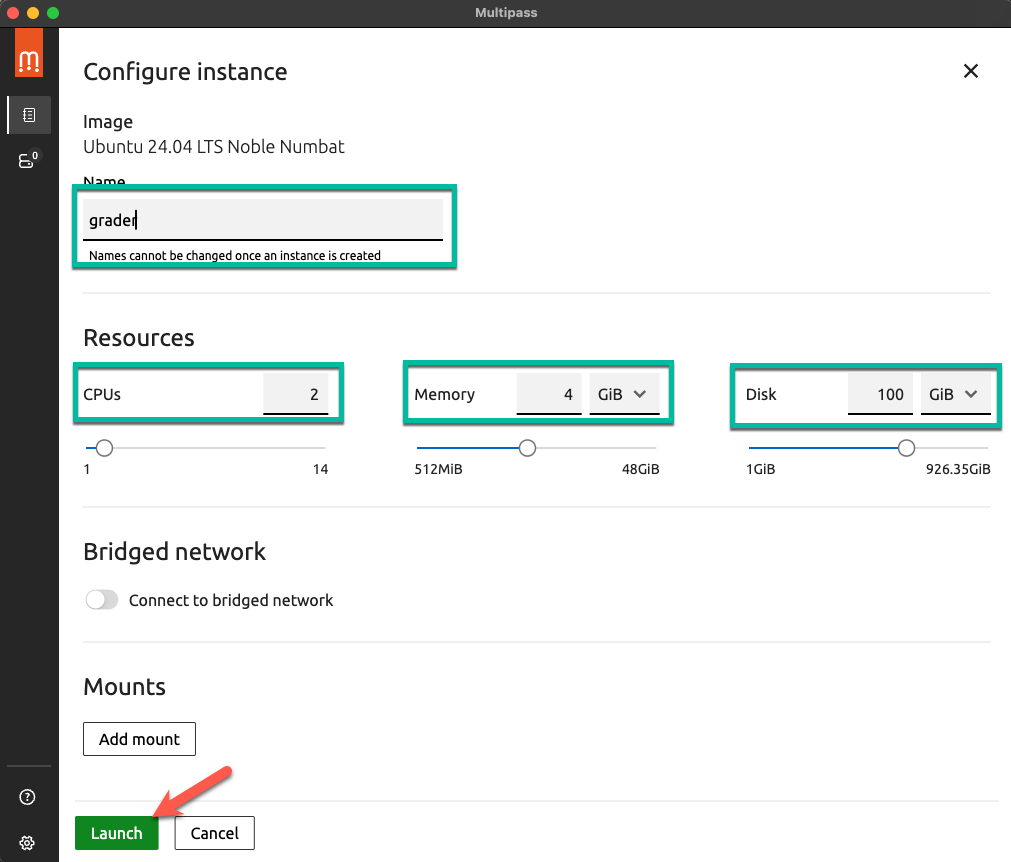 Multipass
m
0
Configure instance
Image
Ubuntu 24.04 LTS Noble Numbat
Name
grader
Names cannot be changed once an instance is created
Resources
CPUs 2 Memory 4 GiB Disk 100 GiB
1 14 512MiB 48GiB 1GiB 926.35GiB
Bridged network
Connect to bridged network
Mounts
Add mount
Launch Cancel